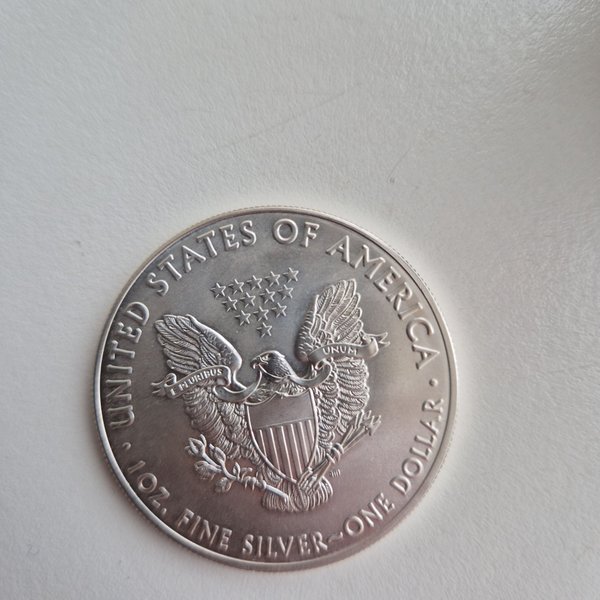 UNITED STATES OF AMERICA
E PLURIBUS UNUM
· 1 OZ. FINE SILVER~ONE DOLLAR ·